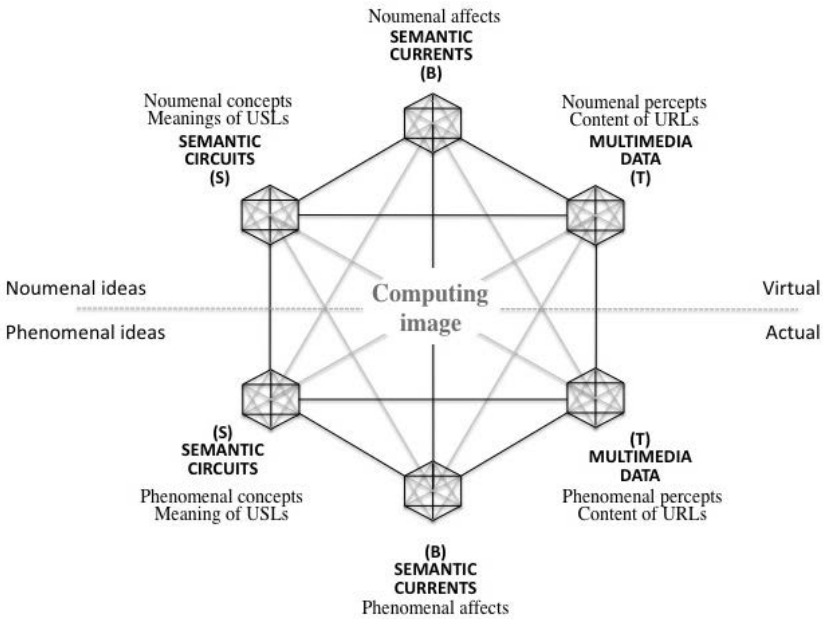 Noumenal affects
SEMANTIC
CURRENTS
(B)
Noumenal concepts
Meanings of USLs
SEMANTIC
CIRCUITS
(S)
Noumenal percepts
Content of URLs
MULTIMEDIA
DATA
(T)
Noumenal ideas
Virtual
Computing
image
Phenomenal ideas
Actual
(S)
SEMANTIC
CIRCUITS
Phenomenal concepts
Meaning of USLs
(T)
MULTIMEDIA
DATA
Phenomenal percepts
Content of URLs
(B)
SEMANTIC
CURRENTS
Phenomenal affects